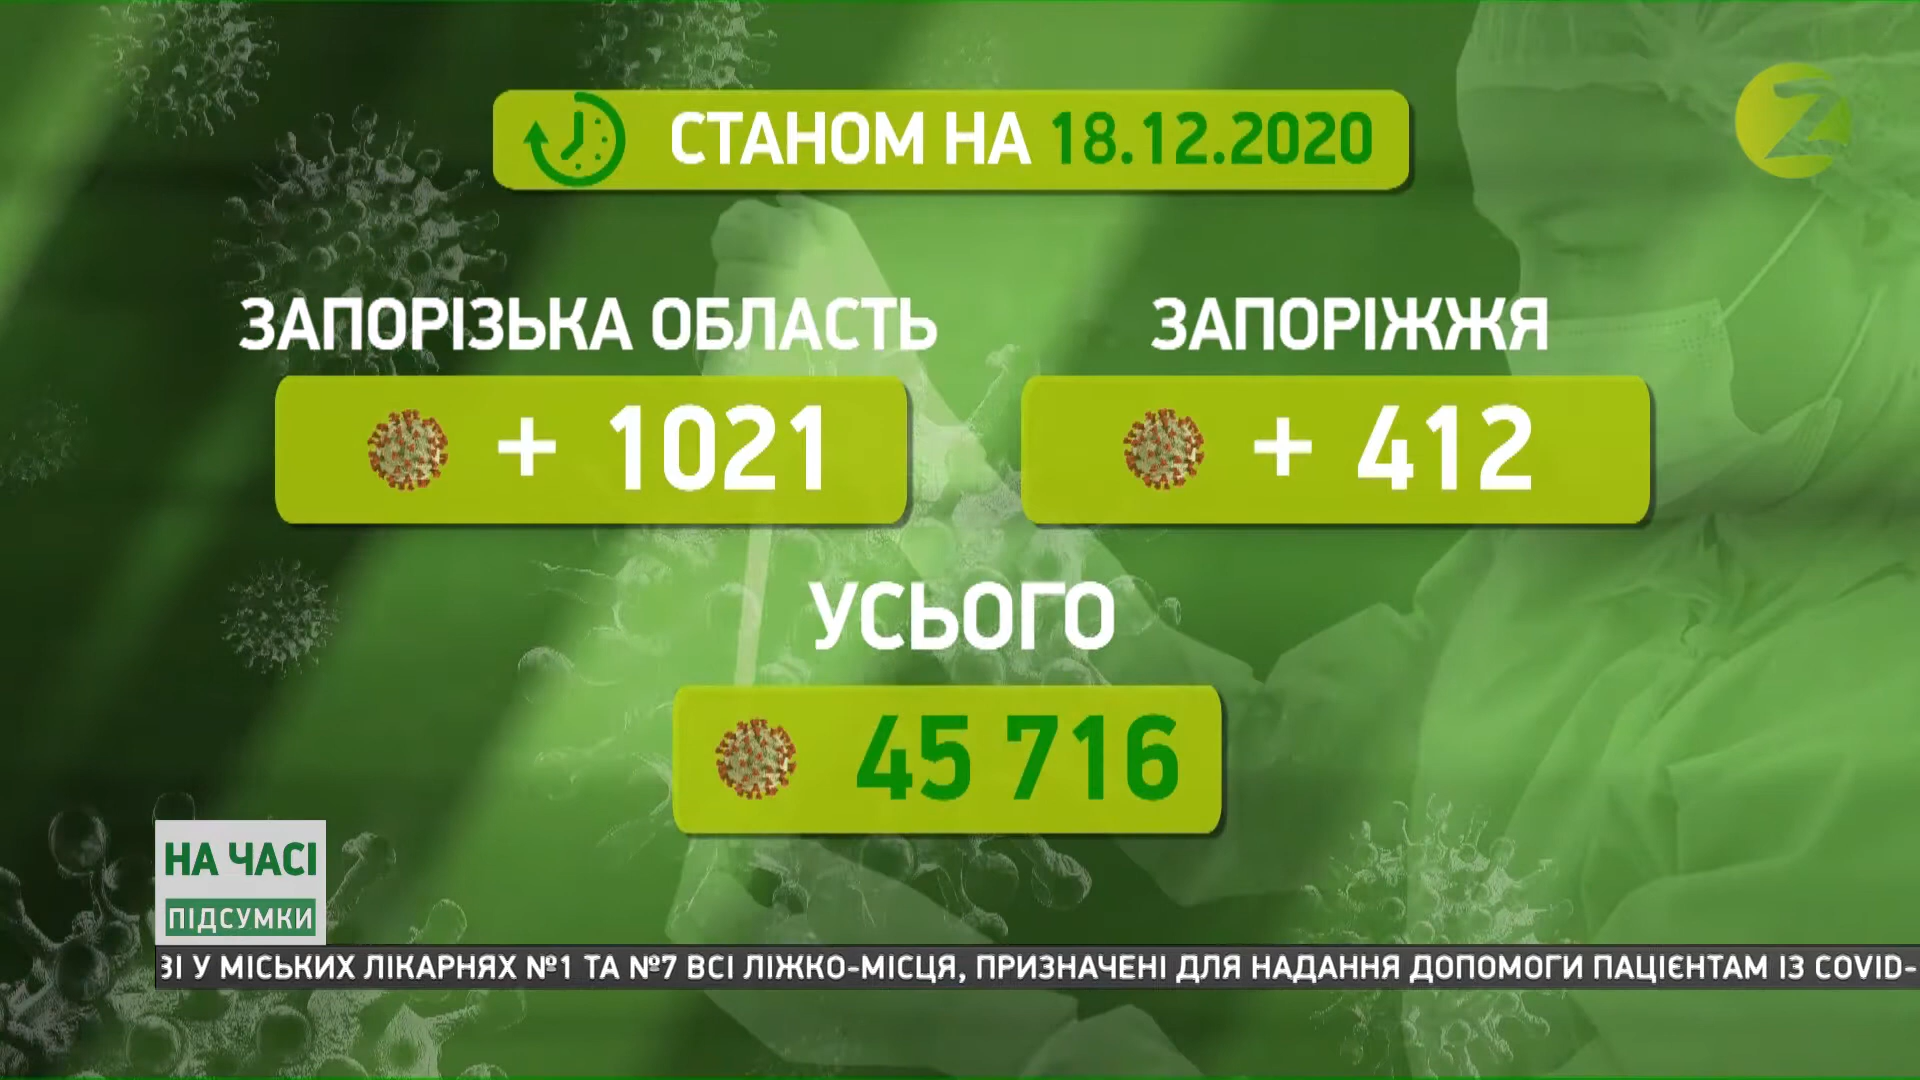 СТАНОМ НА 18.12.2020
ЗАПОРІЗЬКА ОБЛАСТЬ
+ 1021
ЗАПОРІЖЖЯ
+ 412
УСЬОГО
45 716
НА ЧАСІ
ПІДСУМКИ
ЗІ У МІСЬКИХ ЛІКАРНЯХ №1 ТА №7 ВСІ ЛІЖКО-МІСЦЯ, ПРИЗНАЧЕНІ ДЛЯ НАДАННЯ ДОПОМОГИ ПАЦІЄНТАМ ІЗ COVID-